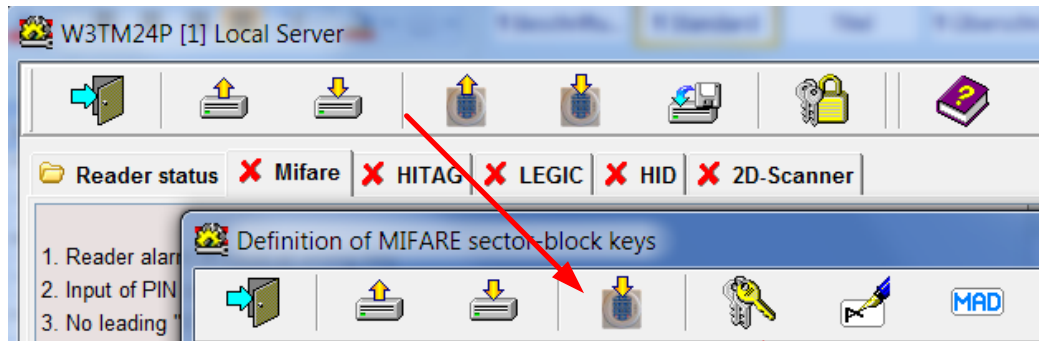 W3TM24P [1] Local Server
Reader status Mifare HITAG LEGIC HID 2D-Scanner
Definition of MIFARE sector-block keys
1. Reader alarm
2. Input of PIN
3. No leading "
MAD